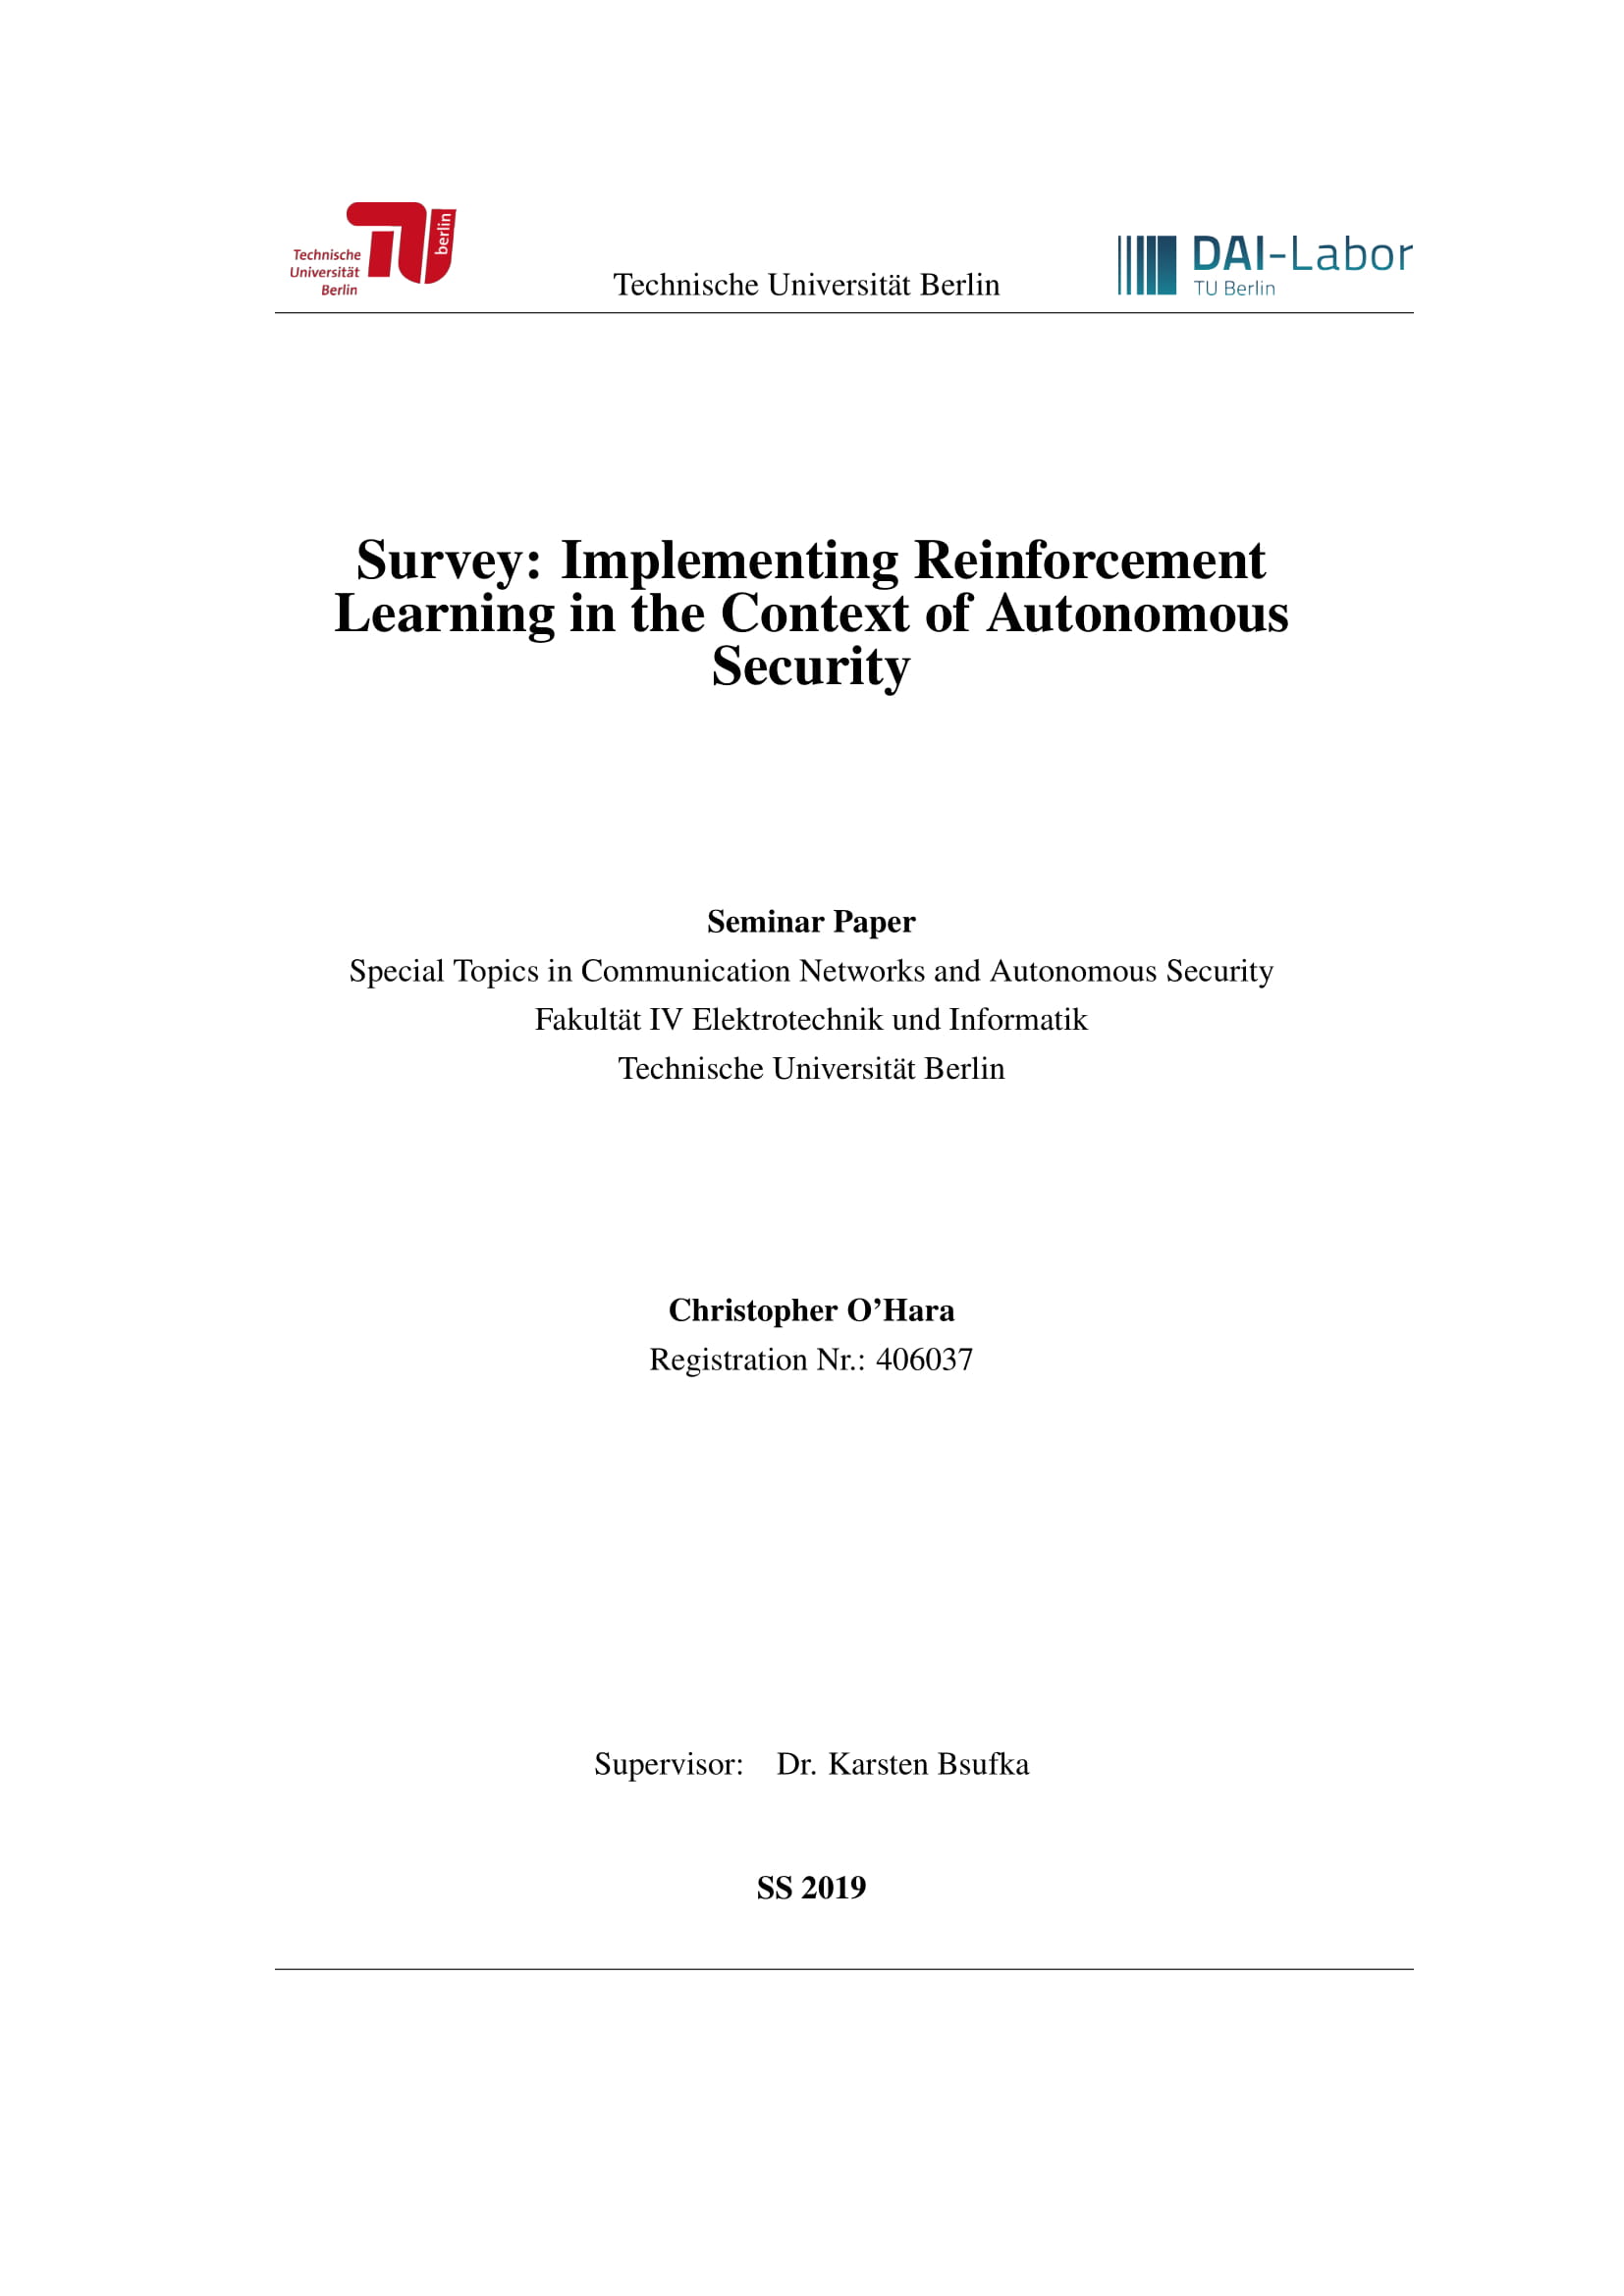 Technische
Universität
Berlin
berlin
Technische Universität Berlin
DAI-Labor
TU Berlin
Survey: Implementing Reinforcement
Learning in the Context of Autonomous
Security
Seminar Paper
Special Topics in Communication Networks and Autonomous Security
Fakultät IV Elektrotechnik und Informatik
Technische Universität Berlin
Christopher O'Hara
Registration Nr.: 406037
Supervisor: Dr. Karsten Bsufka
SS 2019